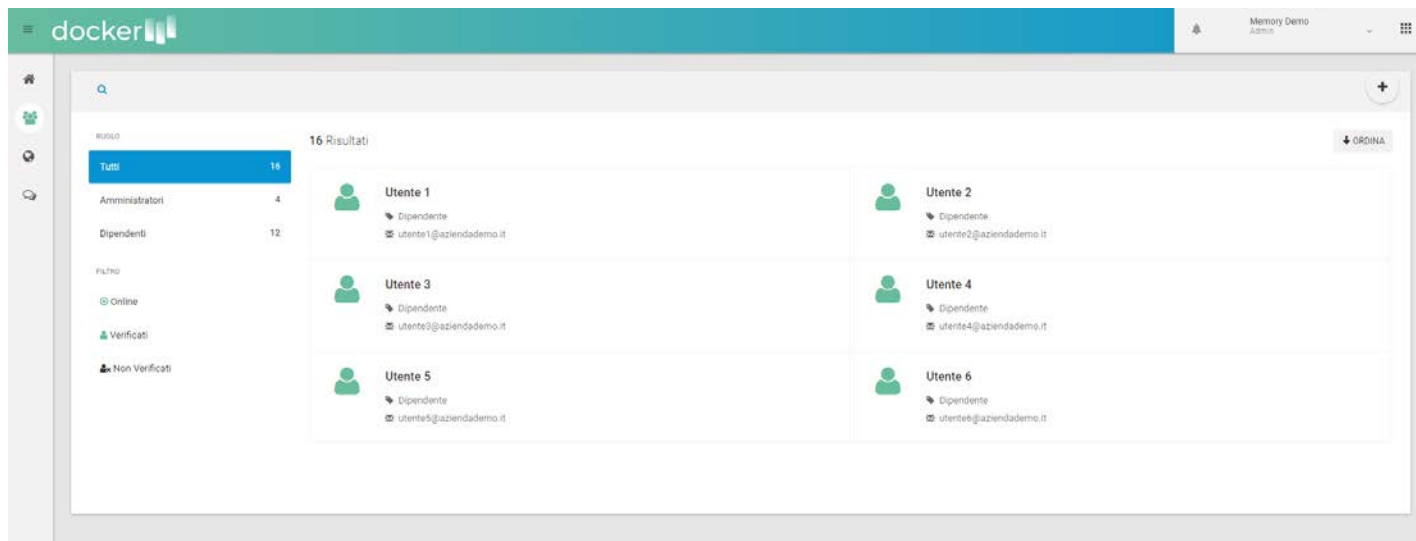 docker
Memory Demo
Admin
RUOLO
Tutti 16
Amministratori 4
Dipendenti 12
FILTRO
Online
Verificati
Non Verificati
16 Risultati
ORDINA
Utente 1
Dipendente
utente1@aziendademo.it
Utente 2
Dipendente
utente2@aziendademo.it
Utente 3
Dipendente
utente3@aziendademo.it
Utente 4
Dipendente
utente4@aziendademo.it
Utente 5
Dipendente
utente5@aziendademo.it
Utente 6
Dipendente
utente6@aziendademo.it